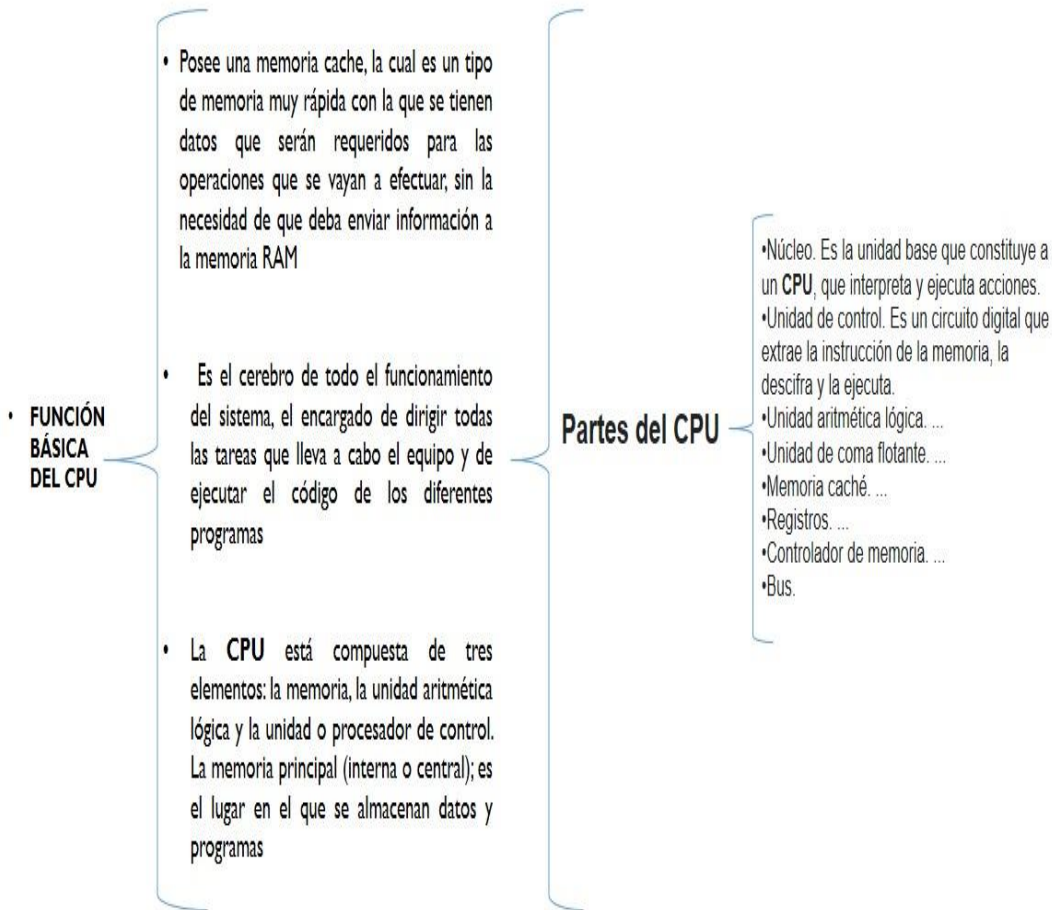 • FUNCIÓN
BÁSICA
DEL CPU
• Posee una memoria cache, la cual es un tipo
de memoria muy rápida con la que se tienen
datos que serán requeridos para las
operaciones que se vayan a efectuar, sin la
necesidad de que deba enviar información a
la memoria RAM
• Es el cerebro de todo el funcionamiento
del sistema, el encargado de dirigir todas
las tareas que lleva a cabo el equipo y de
ejecutar el código de los diferentes
programas
• La CPU está compuesta de tres
elementos: la memoria, la unidad aritmética
lógica y la unidad o procesador de control.
La memoria principal (interna o central); es
el lugar en el que se almacenan datos y
programas
Partes del CPU
•Núcleo. Es la unidad base que constituye a
un CPU, que interpreta y ejecuta acciones.
•Unidad de control. Es un circuito digital que
extrae la instrucción de la memoria, la
descifra y la ejecuta.
•Unidad aritmética lógica. ...
•Unidad de coma flotante. ...
•Memoria caché. ...
•Registros. ...
•Controlador de memoria. ...
•Bus.